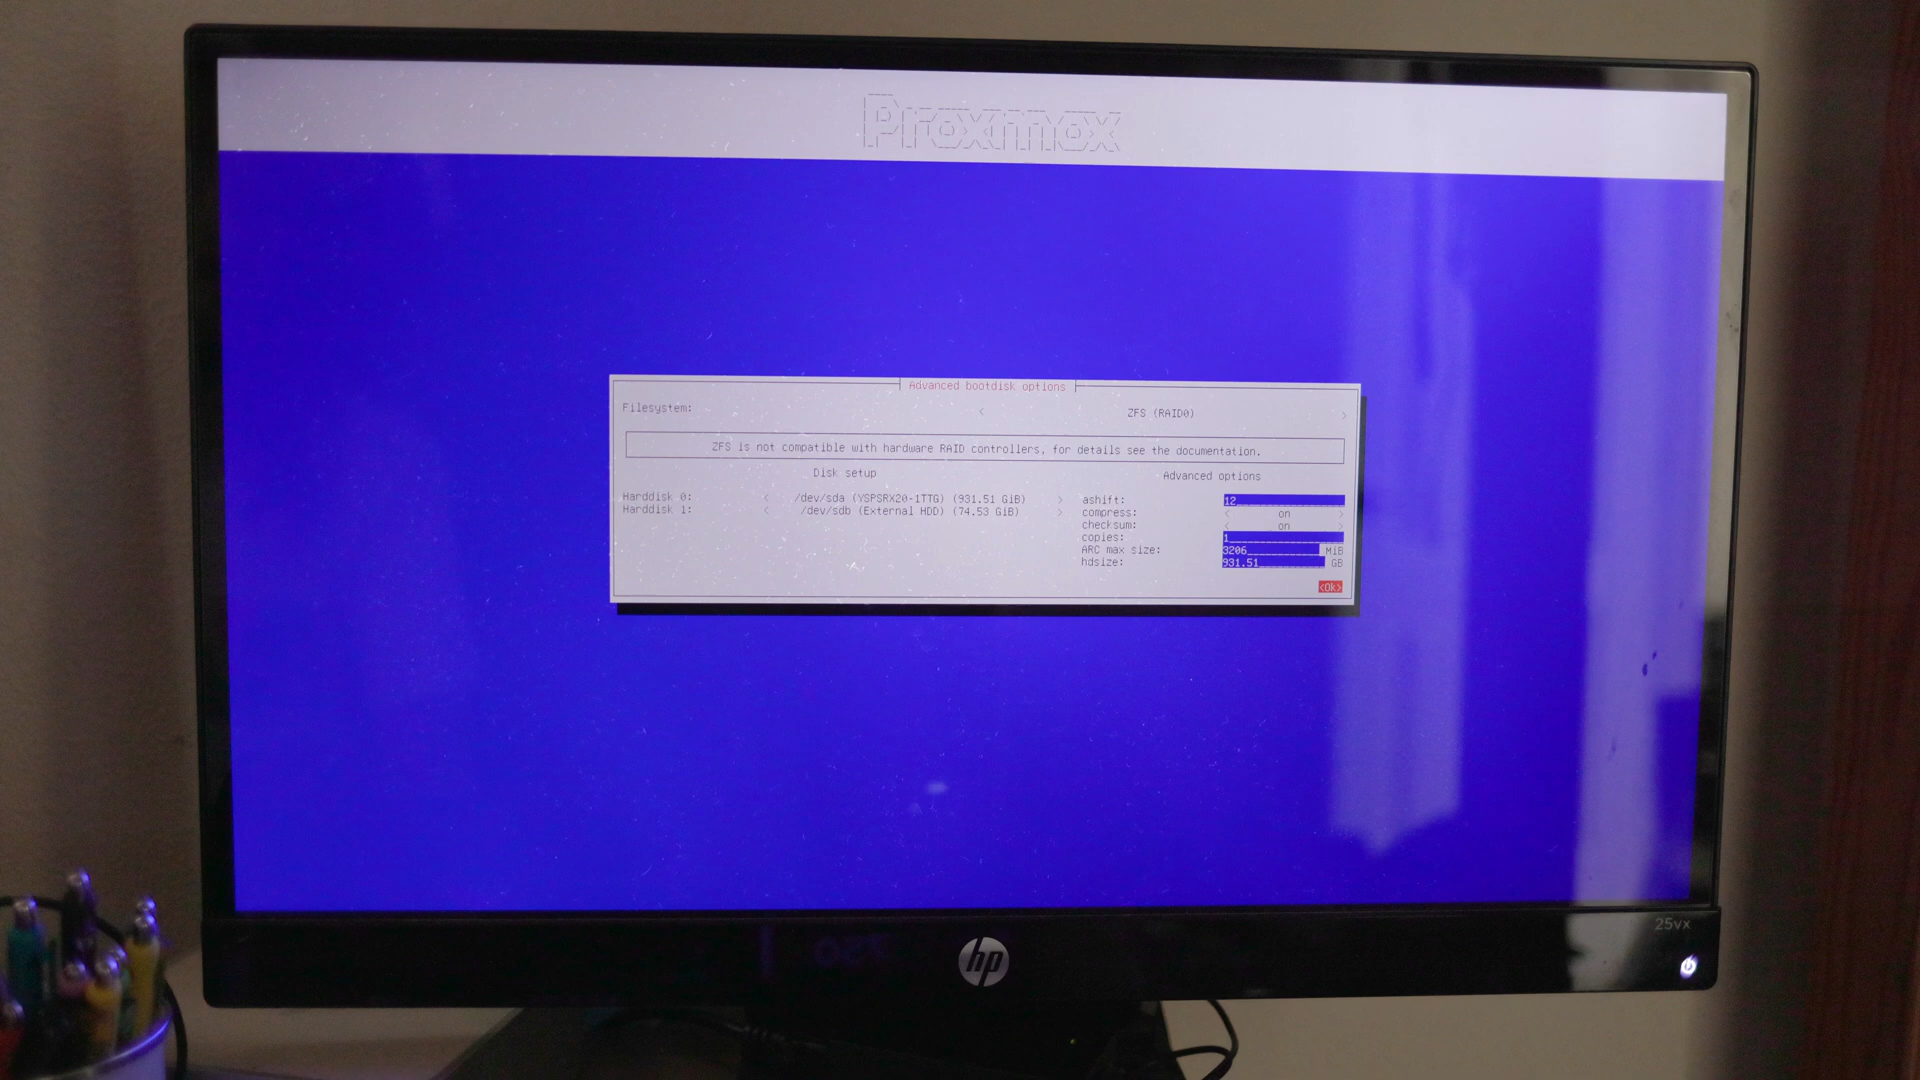 Proxmox
Advanced bootdisk options
Filesystem: < ZFS (RAID0) >
ZFS is not compatible with hardware RAID controllers, for details see the documentation.
Disk setup
Harddisk 0: < /dev/sda (YSPSRX20-1TTG) (931.51 GiB) >
Harddisk 1: < /dev/sdb (External HDD) (74.53 GiB) >
Advanced options
ashift: 12
compress: < on >
checksum: < on >
copies: 1
ARC max size: 3206 MiB
hdsize: 931.51 GB
<Ok>
25vx
hp